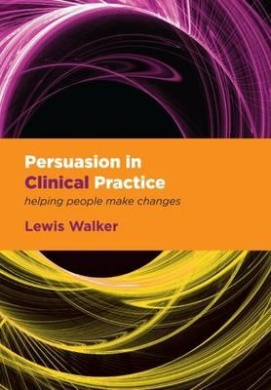 Persuasion in
Clinical Practice
helping people make changes
Lewis Walker